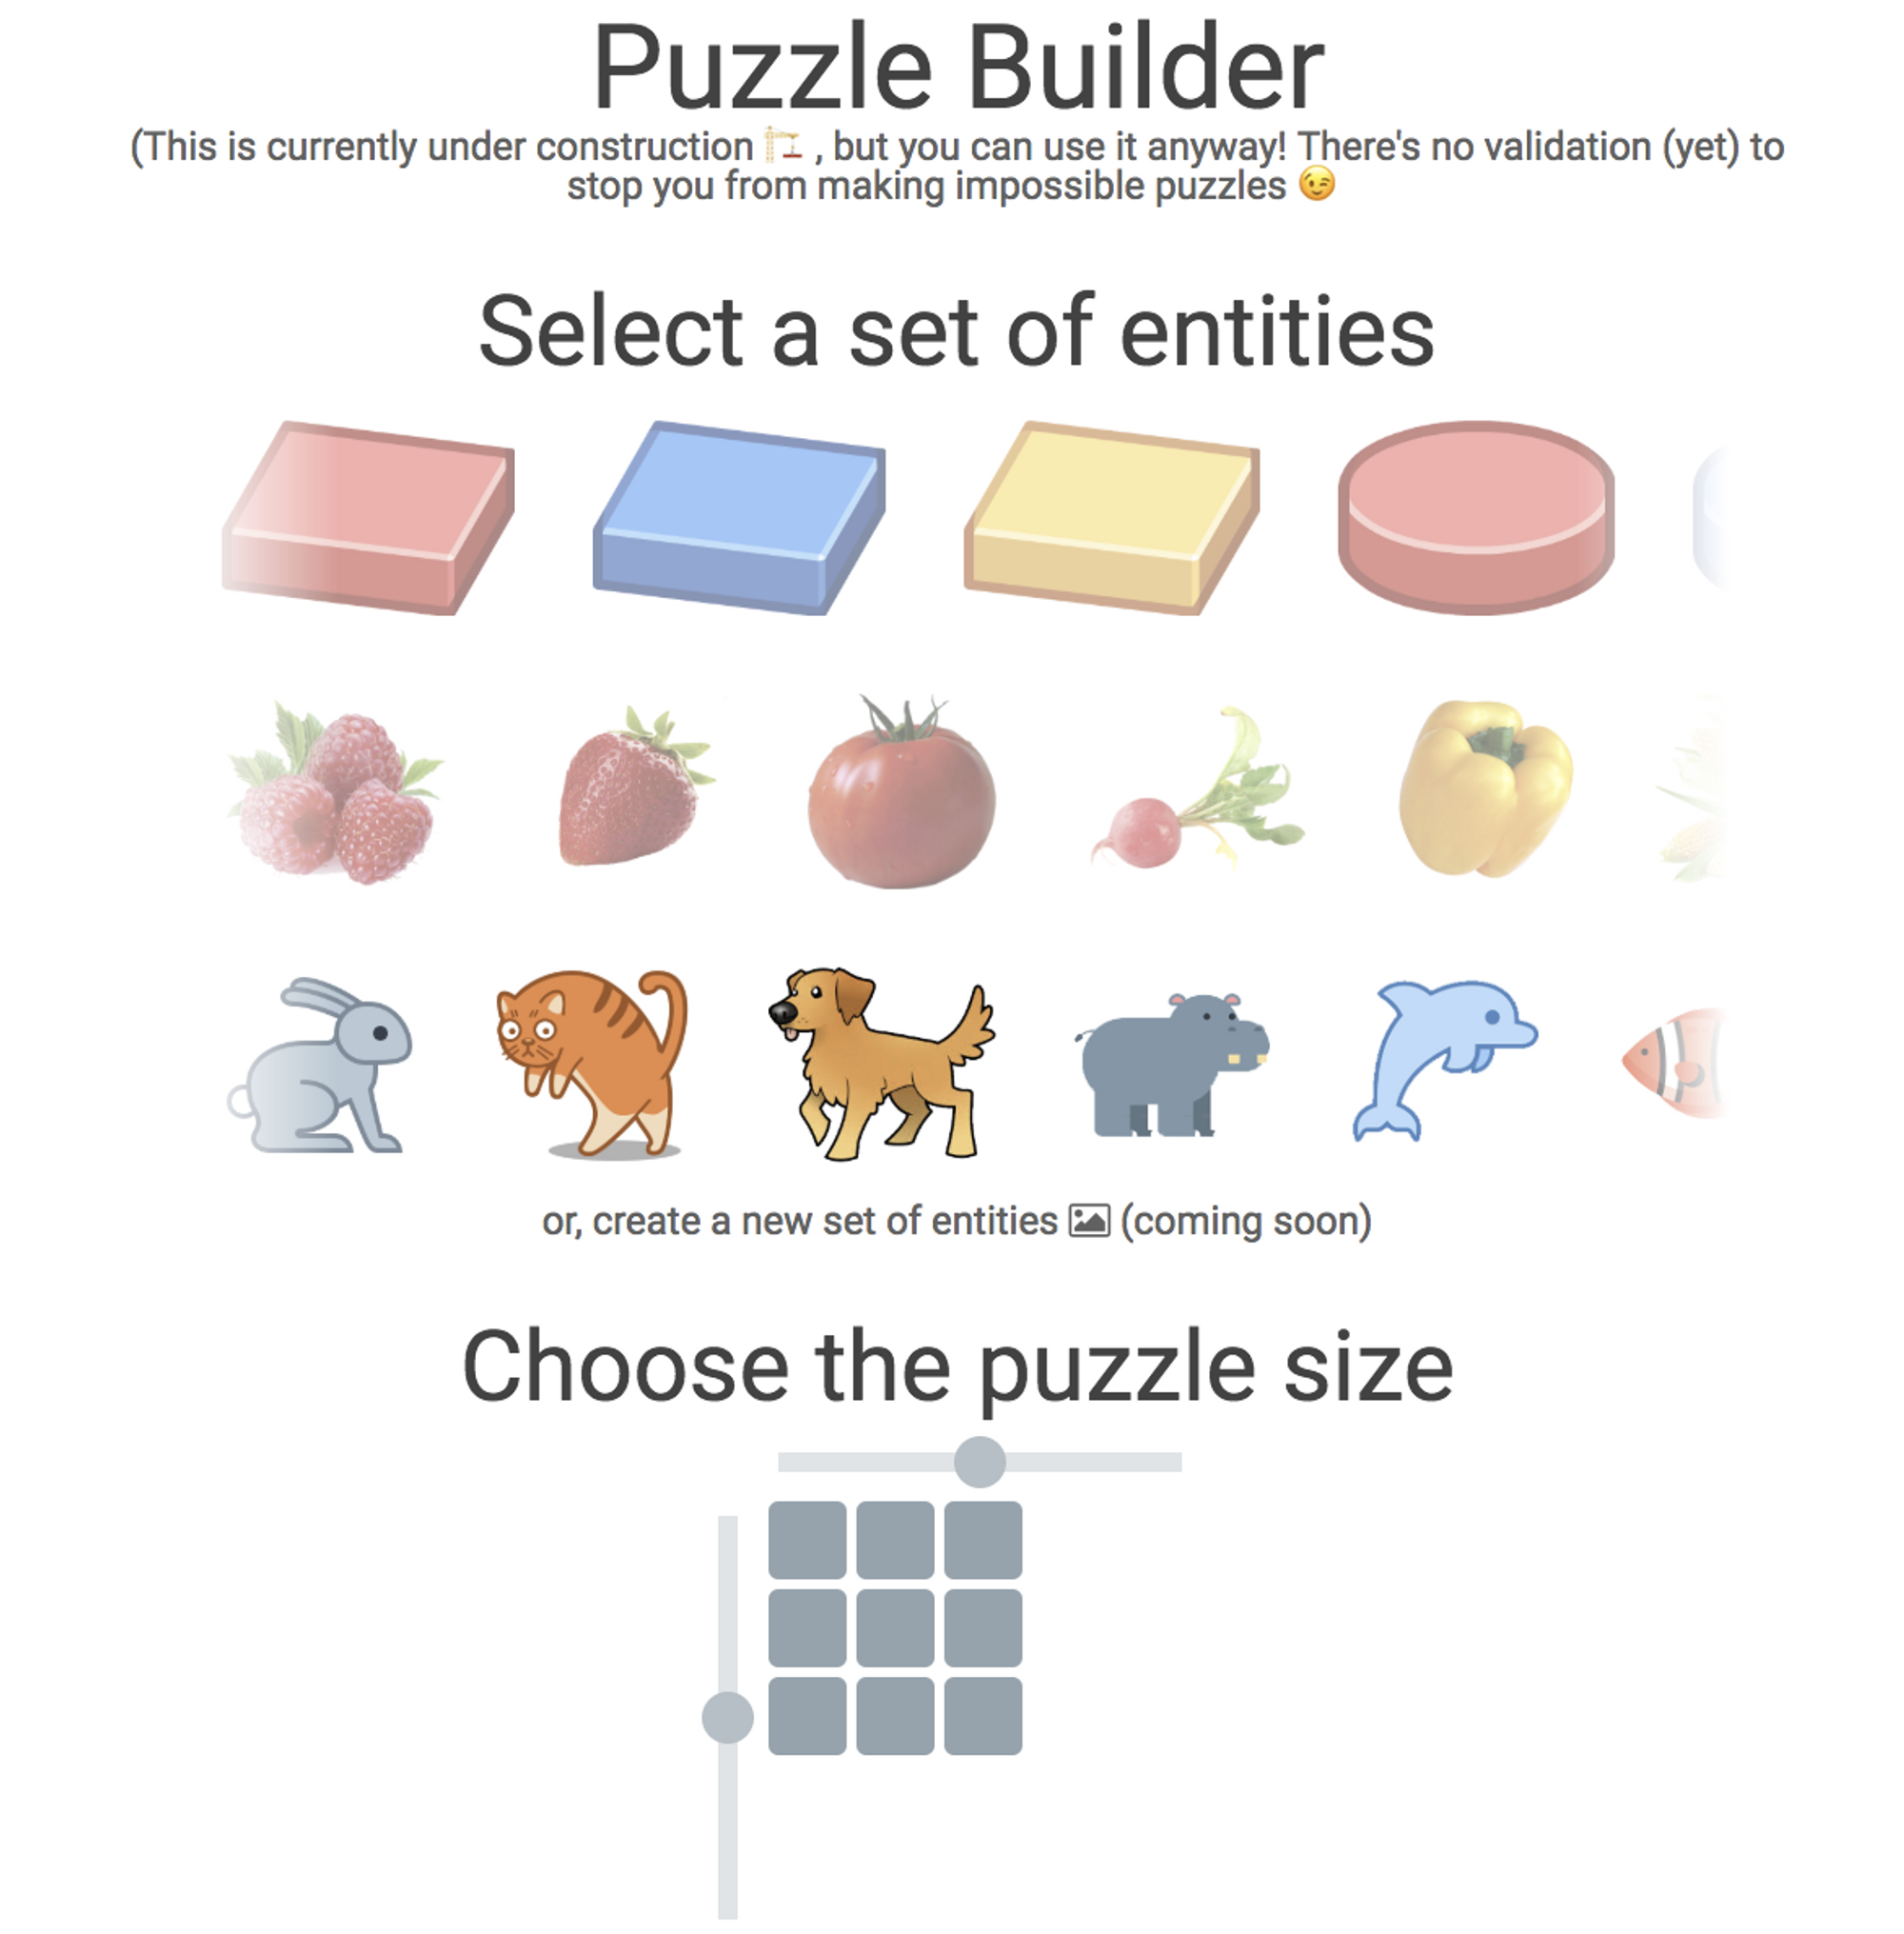 Puzzle Builder
(This is currently under construction 🏗️ , but you can use it anyway! There's no validation (yet) to
stop you from making impossible puzzles 😉
Select a set of entities
or, create a new set of entities (coming soon)
Choose the puzzle size